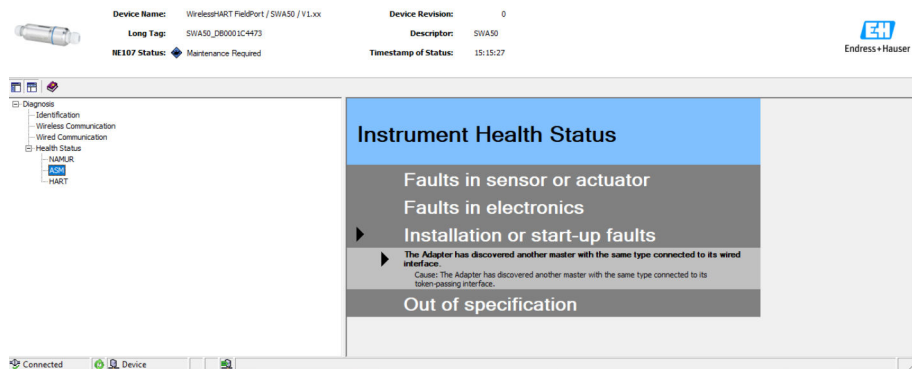 Device Name: WirelessHART FieldPort / SWA50 / V1.xx Device Revision: 0
Long Tag: SWA50_DB0001C4473 Descriptor: SWA50
NE107 Status: Maintenance Required Timestamp of Status: 15:15:27
EH
Endress+Hauser
Diagnosis
Identification
Wireless Communication
Wired Communication
Health Status
NAMUR
ASM
HART
Instrument Health Status
Faults in sensor or actuator
Faults in electronics
Installation or start-up faults
The Adapter has discovered another master with the same type connected to its wired
interface.
Cause: The Adapter has discovered another master with the same type connected to its
token-passing interface.
Out of specification
Connected Device